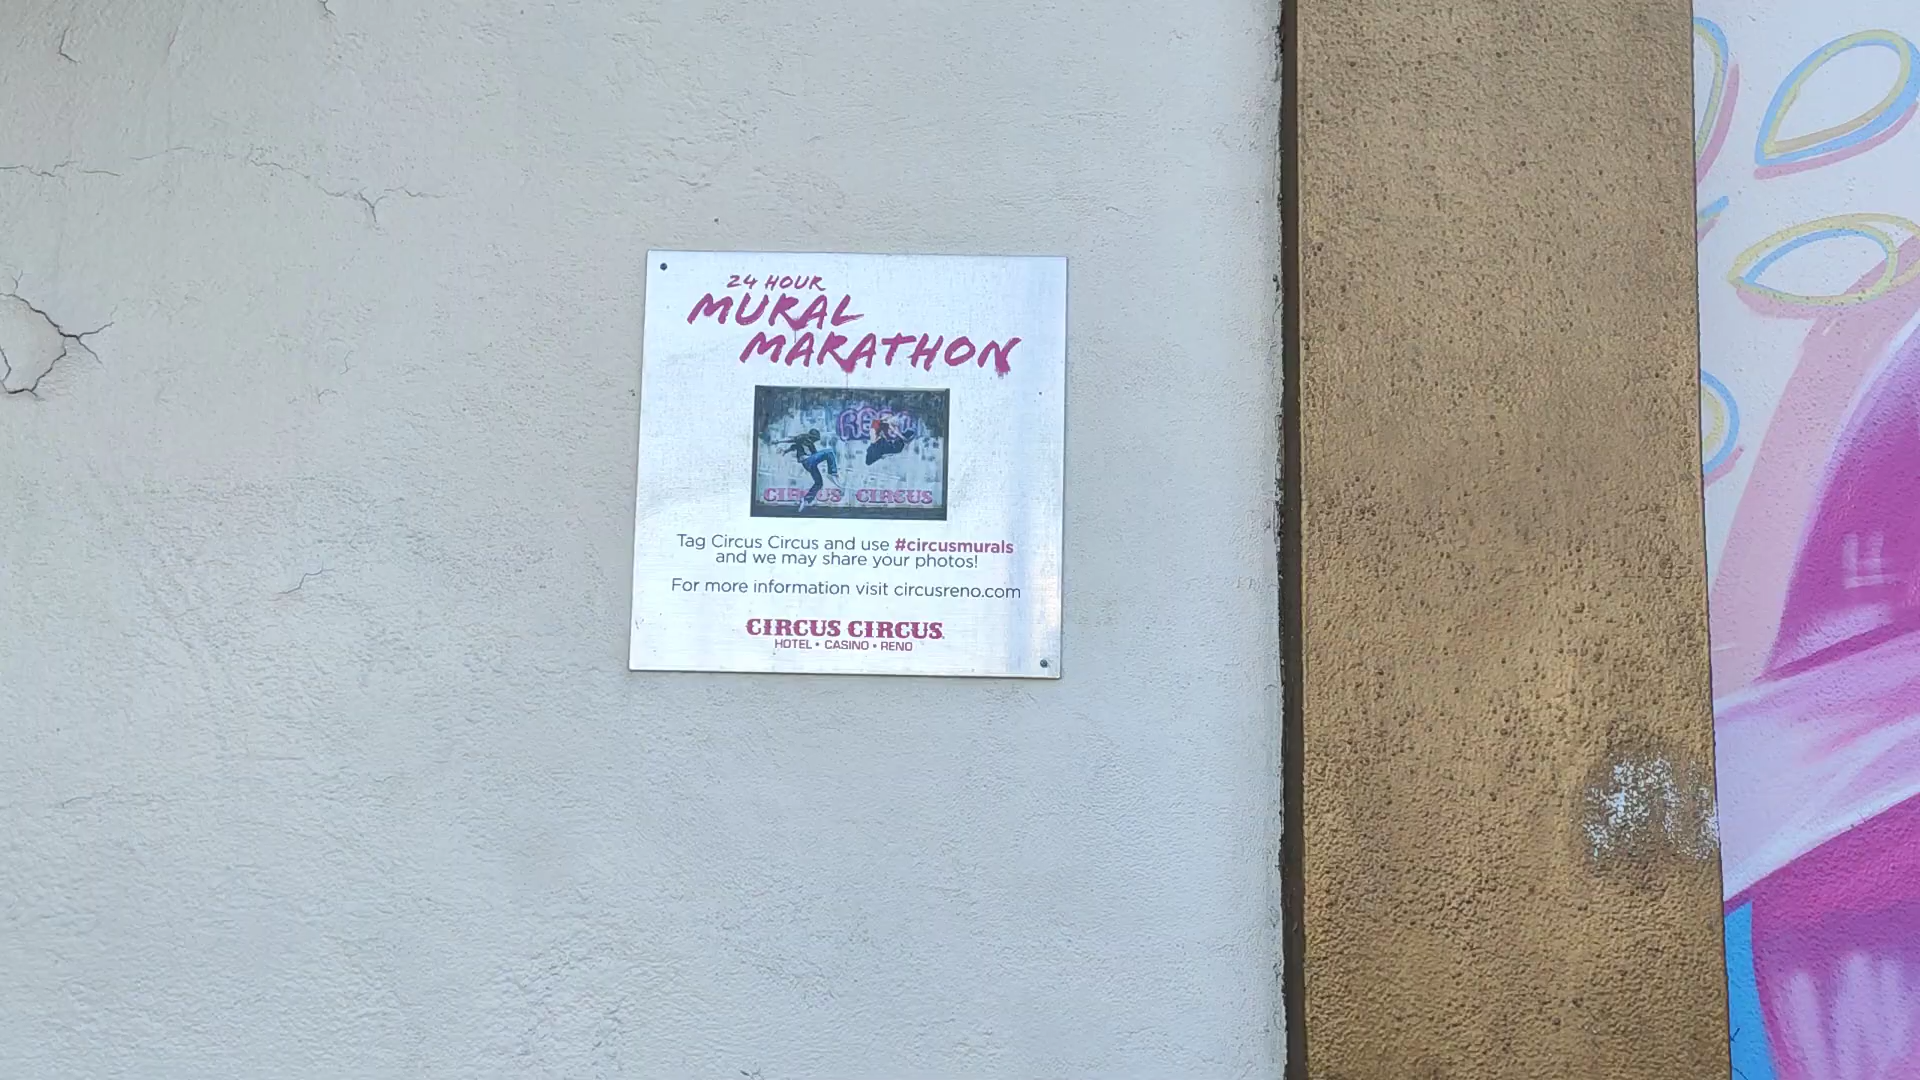 24 HOUR
MURAL
MARATHON
RENO
CIRCUS CIRCUS
Tag Circus Circus and use #circusmurals
and we may share your photos!
For more information visit circusreno.com
CIRCUS CIRCUS
HOTEL • CASINO • RENO